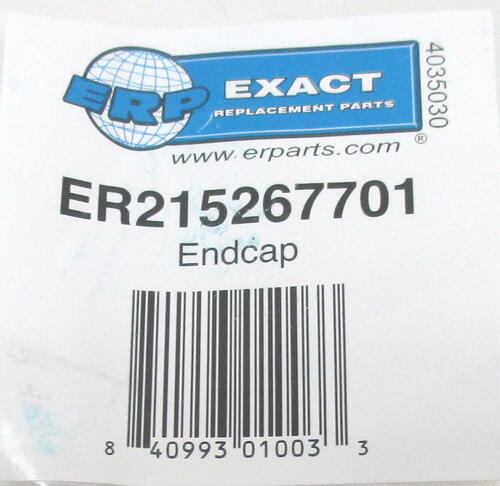 ERP EXACT
REPLACEMENT PARTS
4035030
®
www.erparts.com
ER215267701
Endcap
8 40993 01003 3